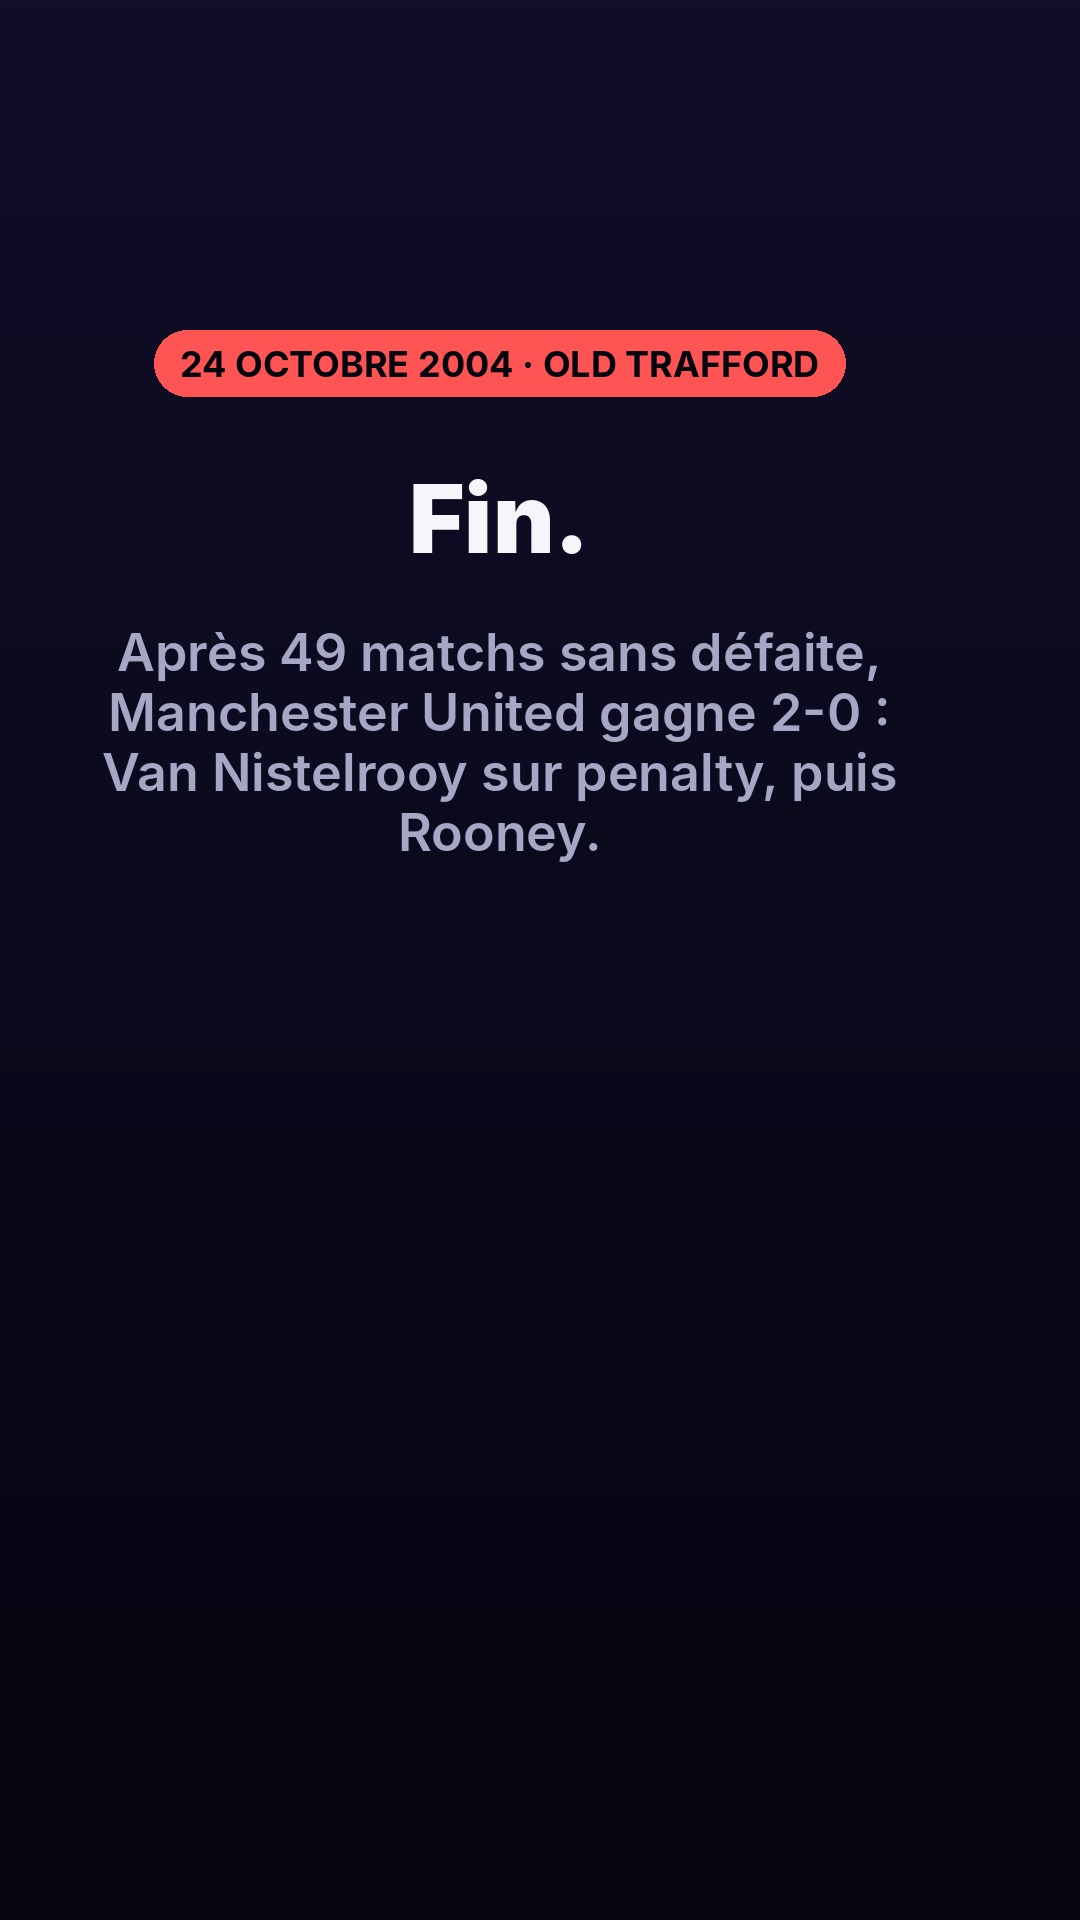 24 OCTOBRE 2004 · OLD TRAFFORD
Fin.
Après 49 matchs sans défaite,
Manchester United gagne 2-0 :
Van Nistelrooy sur penalty, puis
Rooney.